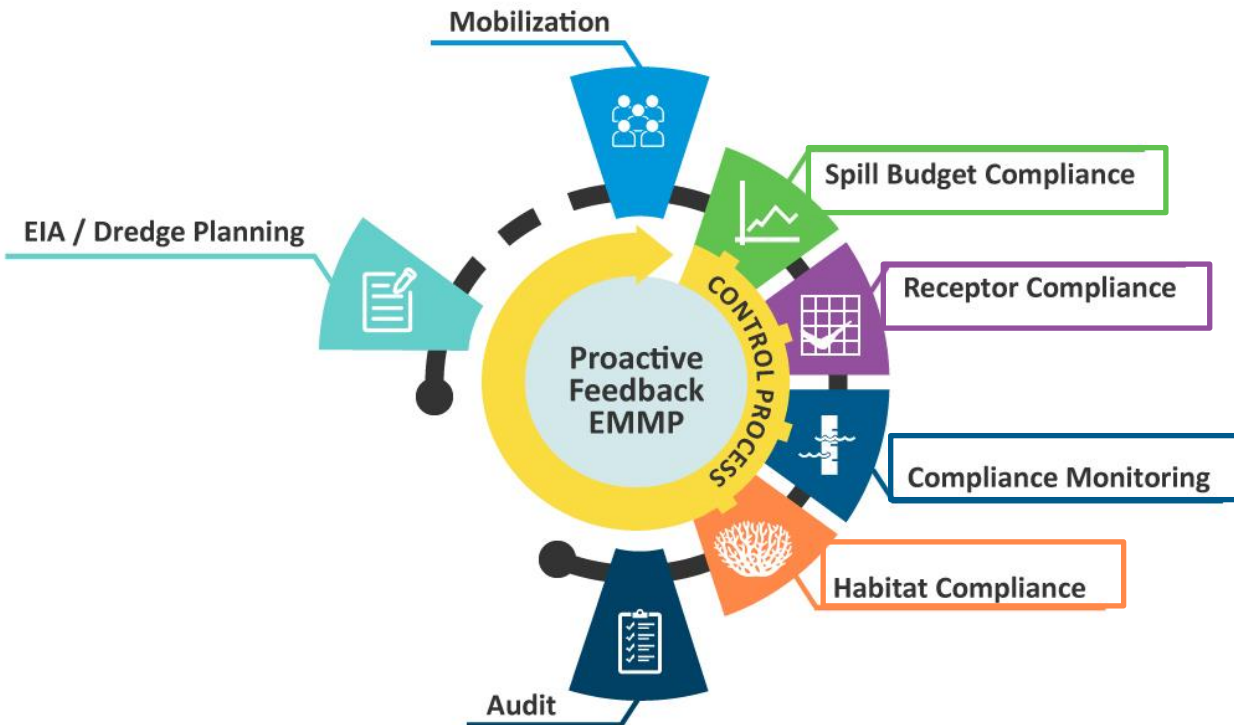 Mobilization
Spill Budget Compliance
EIA / Dredge Planning
Receptor Compliance
CONTROL PROCESS
Proactive
Feedback
EMMP
Compliance Monitoring
Habitat Compliance
Audit